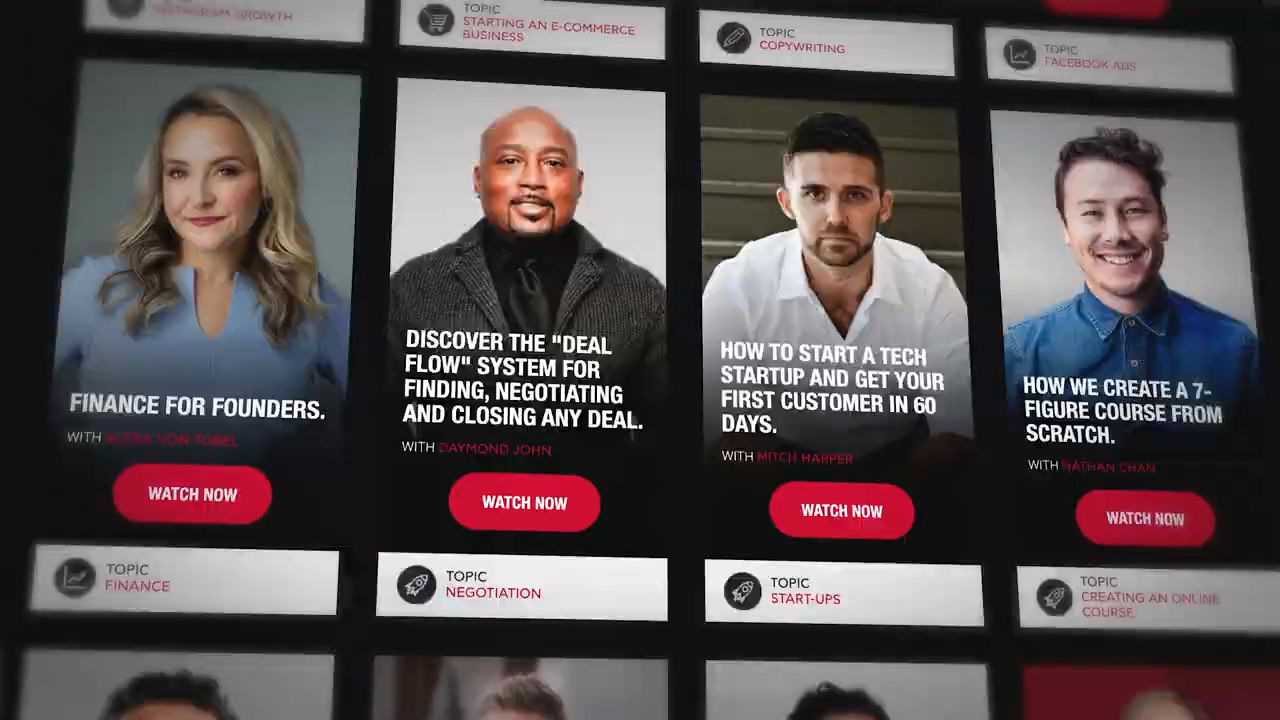 INSTAGRAM GROWTH
TOPIC
STARTING AN E-COMMERCE
BUSINESS
TOPIC
COPYWRITING
TOPIC
FACEBOOK ADS
FINANCE FOR FOUNDERS.
WITH ALEXA VON TOBEL
WATCH NOW
DISCOVER THE "DEAL
FLOW" SYSTEM FOR
FINDING, NEGOTIATING
AND CLOSING ANY DEAL.
WITH DAYMOND JOHN
WATCH NOW
HOW TO START A TECH
STARTUP AND GET YOUR
FIRST CUSTOMER IN 60
DAYS.
WITH MITCH HARPER
WATCH NOW
HOW WE CREATE A 7-
FIGURE COURSE FROM
SCRATCH.
WITH NATHAN CHAN
WATCH NOW
TOPIC
FINANCE
TOPIC
NEGOTIATION
TOPIC
START-UPS
TOPIC
CREATING AN ONLINE
COURSE